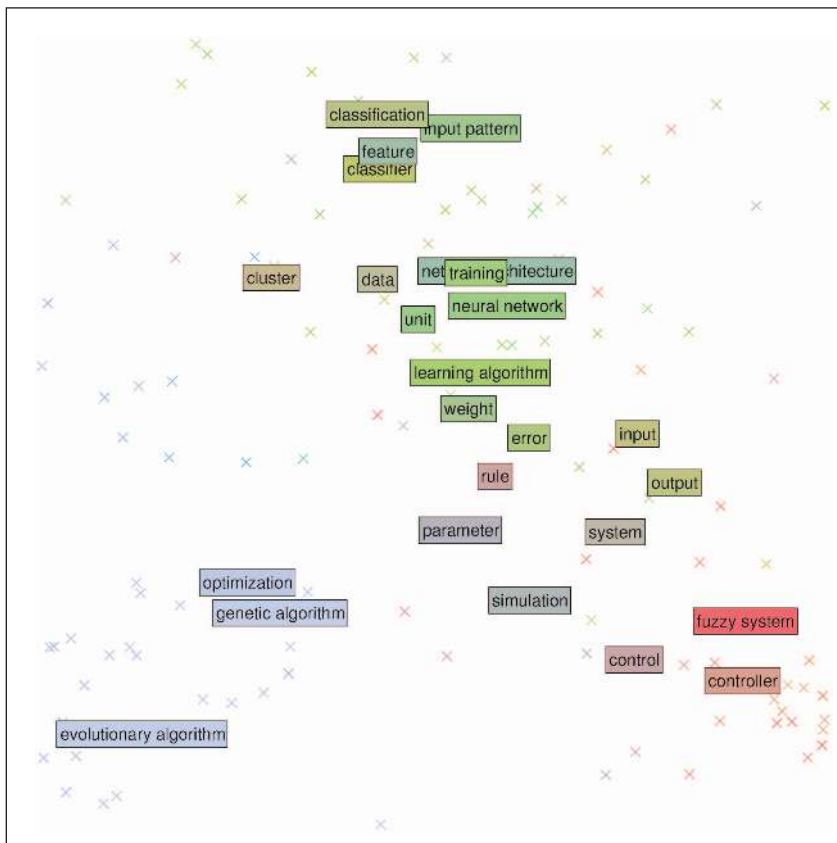 classification
input pattern
feature
classifier
training
chitecture
cluster
data
neural network
unit
learning algorithm
weight
error
input
rule
output
parameter
system
optimization
simulation
genetic algorithm
fuzzy system
control
controller
evolutionary algorithm